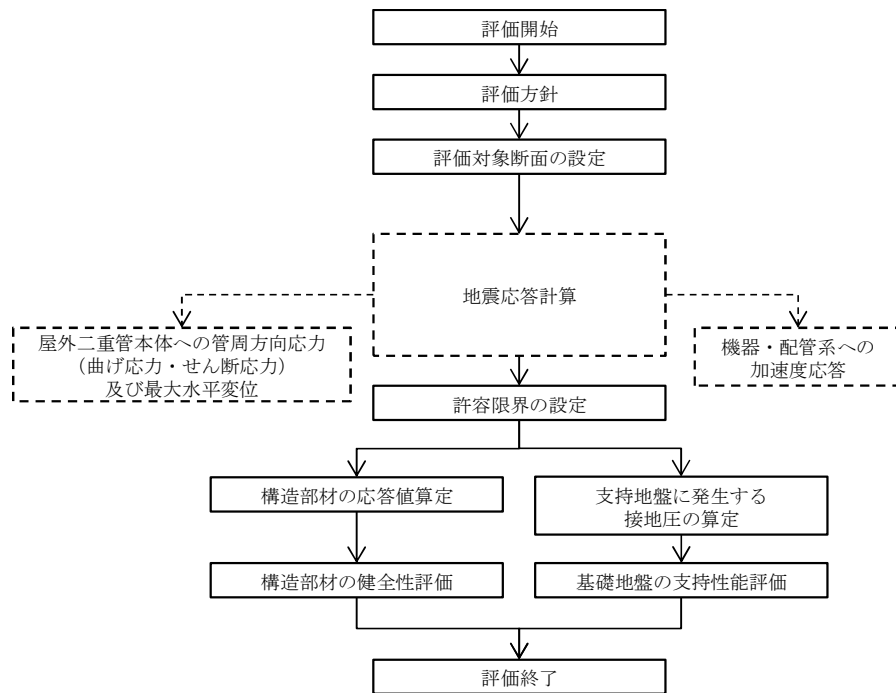 評価開始
評価方針
評価対象断面の設定
地震応答計算
屋外二重管本体への管周方向応力
（曲げ応力・せん断応力）
及び最大水平変位
機器・配管系への
加速度応答
許容限界の設定
構造部材の応答値算定
支持地盤に発生する
接地圧の算定
構造部材の健全性評価
基礎地盤の支持性能評価
評価終了